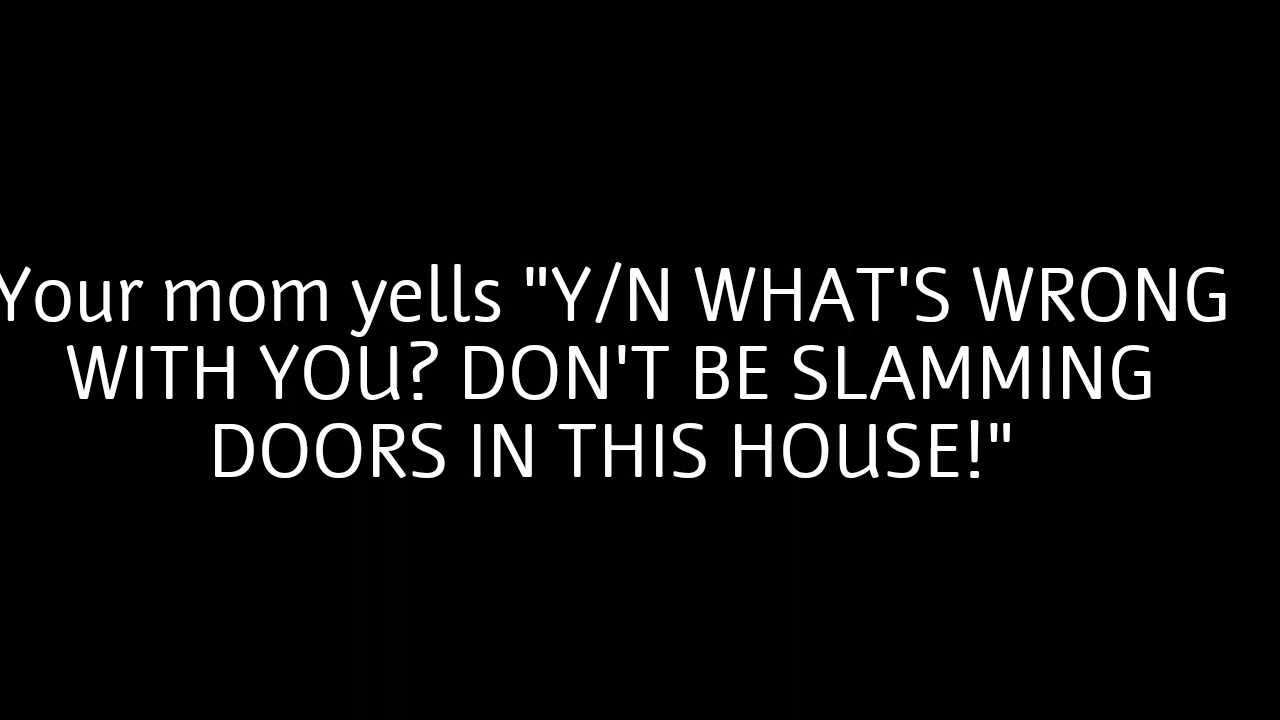 Your mom yells "Y/N WHAT'S WRONG
WITH YOU? DON'T BE SLAMMING
DOORS IN THIS HOUSE!"